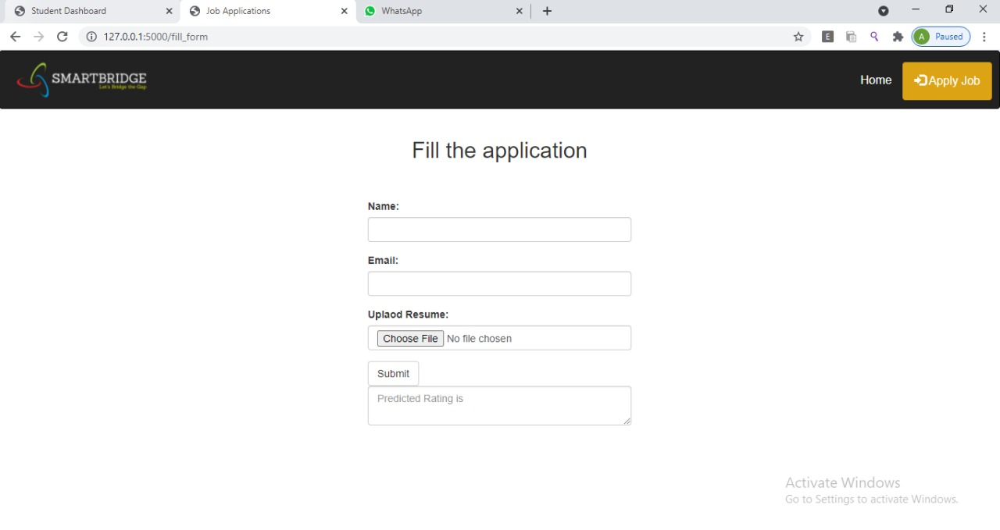 Student Dashboard
Job Applications
WhatsApp
127.0.0.1:5000/fill_form
E
A Paused
SMARTBRIDGE
Let's Bridge the Gap
Home
Apply Job
Fill the application
Name:
Email:
Uplaod Resume:
Choose File No file chosen
Submit
Predicted Rating is
Activate Windows
Go to Settings to activate Windows.